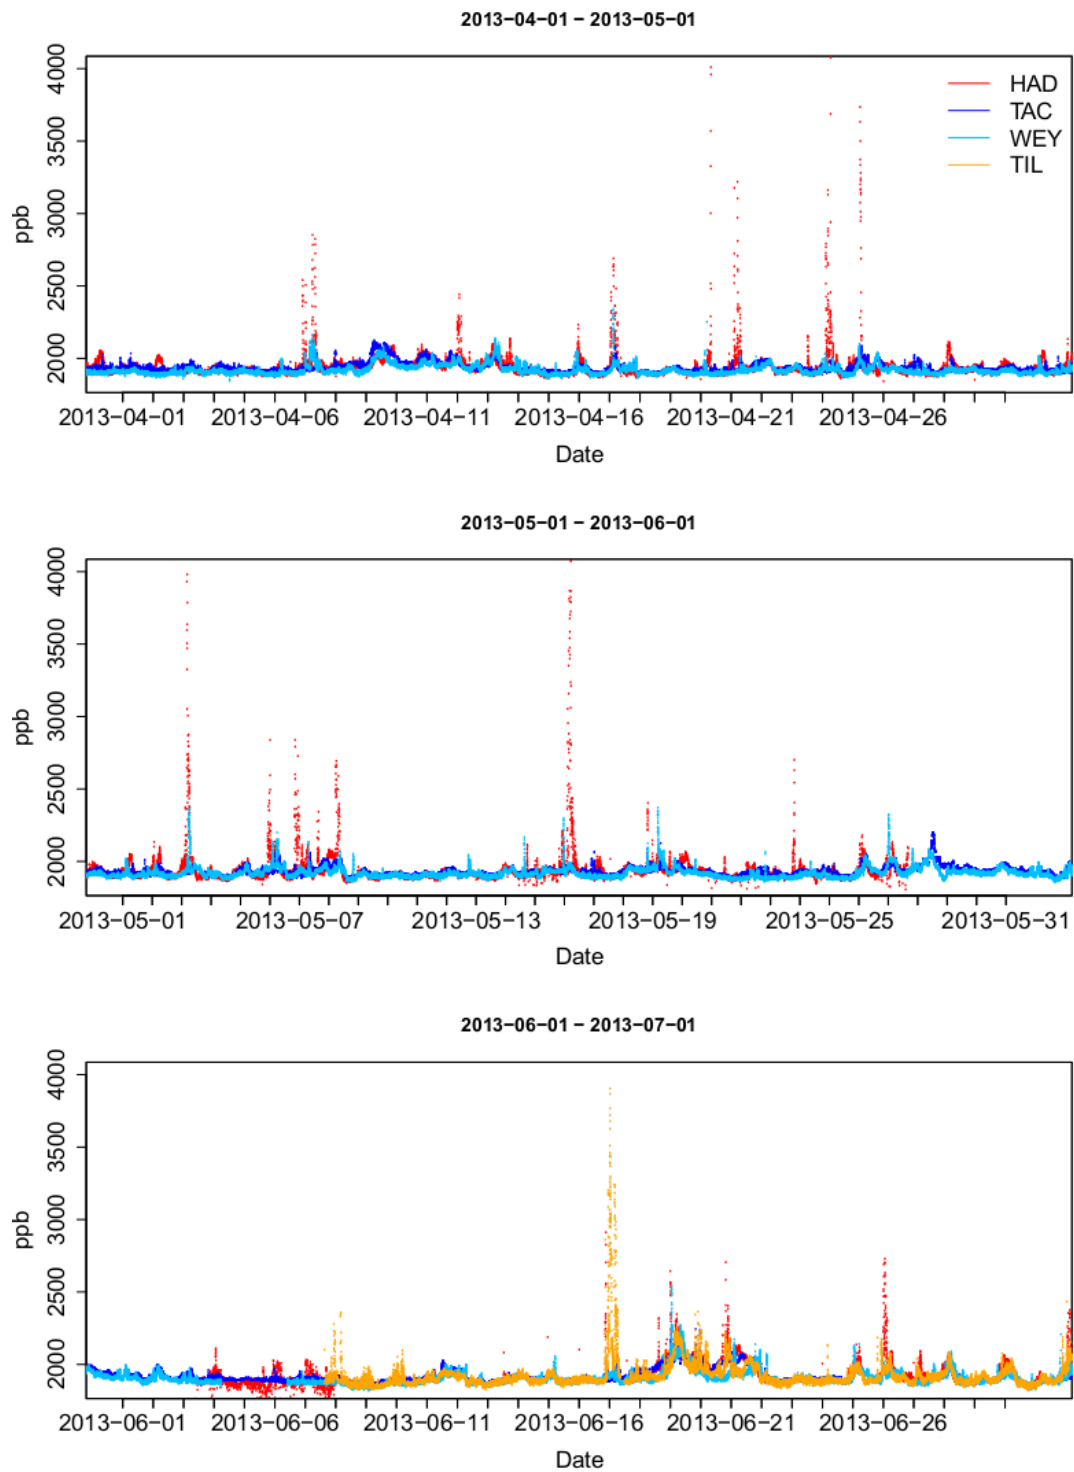 2013−04−01 − 2013−05−01
4000
3500
3000
2500
2000
ppb
HAD
TAC
WEY
TIL
2013−04−01 2013−04−06 2013−04−11 2013−04−16 2013−04−21 2013−04−26
Date
2013−05−01 − 2013−06−01
4000
3500
3000
2500
2000
ppb
2013−05−01 2013−05−07 2013−05−13 2013−05−19 2013−05−25 2013−05−31
Date
2013−06−01 − 2013−07−01
4000
3500
3000
2500
2000
ppb
2013−06−01 2013−06−06 2013−06−11 2013−06−16 2013−06−21 2013−06−26
Date